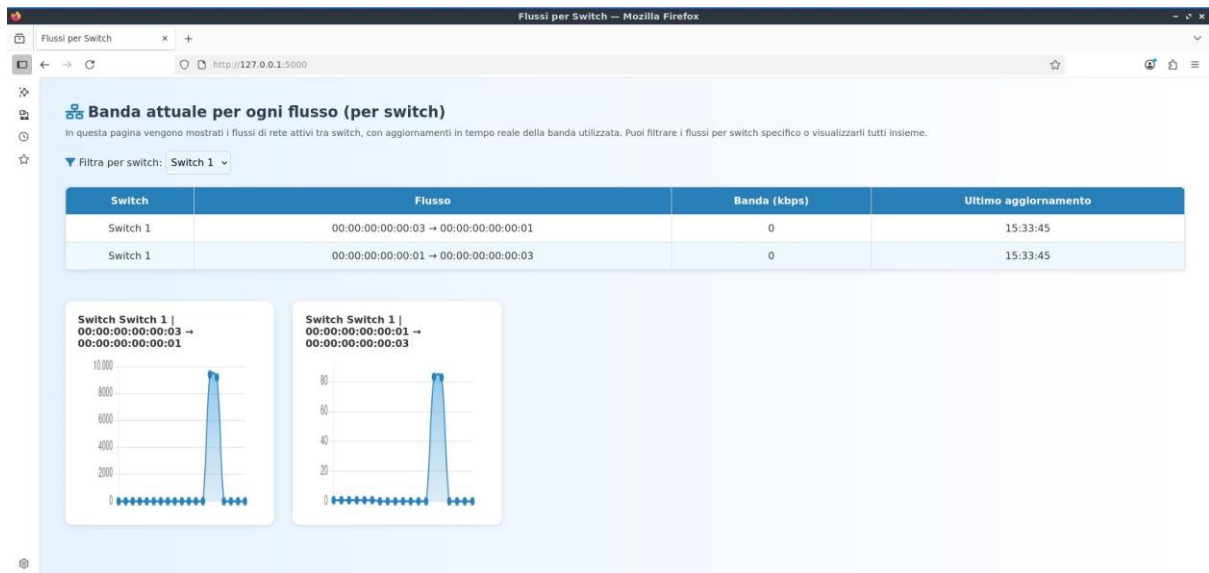 Flussi per Switch — Mozilla Firefox
Flussi per Switch
http://127.0.0.1:5000
Banda attuale per ogni flusso (per switch)
In questa pagina vengono mostrati i flussi di rete attivi tra switch, con aggiornamenti in tempo reale della banda utilizzata. Puoi filtrare i flussi per switch specifico o visualizzarli tutti insieme.
Filtra per switch: Switch 1
Switch Flusso Banda (kbps) Ultimo aggiornamento
Switch 1 00:00:00:00:00:03 → 00:00:00:00:00:01 0 15:33:45
Switch 1 00:00:00:00:00:01 → 00:00:00:00:00:03 0 15:33:45
Switch Switch 1 |
00:00:00:00:00:03 →
00:00:00:00:00:01
10.000
8000
6000
4000
2000
0
Switch Switch 1 |
00:00:00:00:00:01 →
00:00:00:00:00:03
80
60
40
20
0